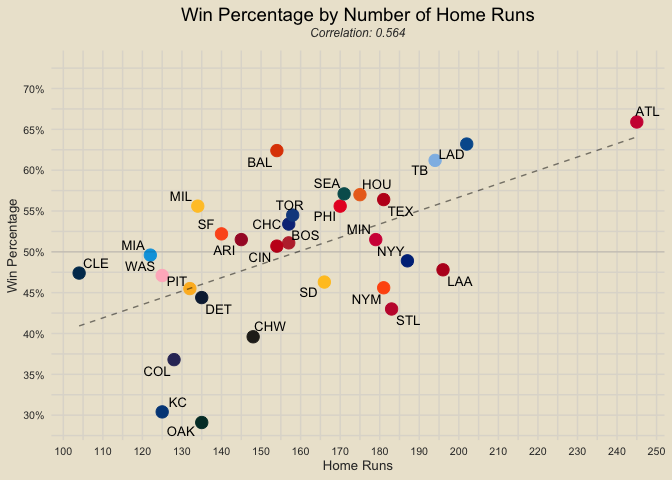 Win Percentage by Number of Home Runs
Correlation: 0.564
Win Percentage
70%
65%
60%
55%
50%
45%
40%
35%
30%
ATL
LAD
TB
BAL
SEA
HOU
TEX
PHI
MIL
TOR
SF
CHC
BOS
MIN
ARI
CIN
NYY
MIA
WAS
CLE
PIT
LAA
SD
NYM
DET
STL
CHW
COL
KC
OAK
100 110 120 130 140 150 160 170 180 190 200 210 220 230 240 250
Home Runs